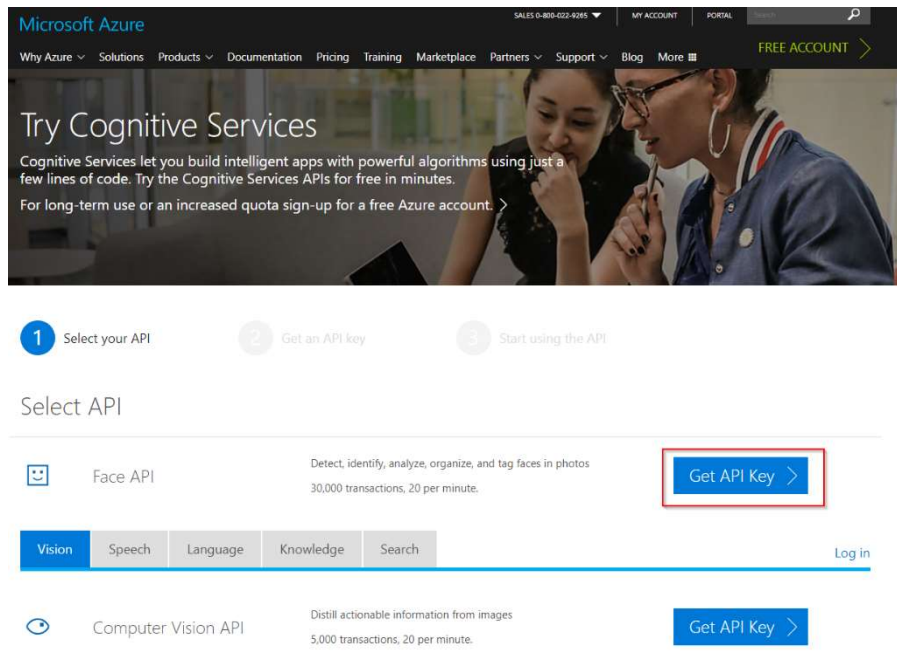 SALES 0-800-022-9265 MY ACCOUNT PORTAL Search
Microsoft Azure
Why Azure Solutions Products Documentation Pricing Training Marketplace Partners Support Blog More
FREE ACCOUNT
Try Cognitive Services
Cognitive Services let you build intelligent apps with powerful algorithms using just a
few lines of code. Try the Cognitive Services APIs for free in minutes.
For long-term use or an increased quota sign-up for a free Azure account.
1 Select your API 2 Get an API key 3 Start using the API
Select API
Face API
Detect, identify, analyze, organize, and tag faces in photos
30,000 transactions, 20 per minute.
Get API Key
Vision Speech Language Knowledge Search
Log in
Computer Vision API
Distill actionable information from images
5,000 transactions, 20 per minute.
Get API Key